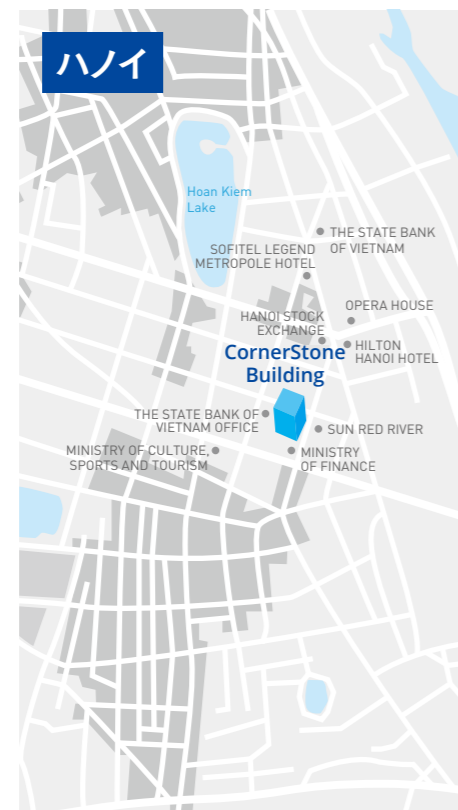 ハノイ
Hoan Kiem
Lake
THE STATE BANK
OF VIETNAM
SOFITEL LEGEND
METROPOLE HOTEL
OPERA HOUSE
HANOI STOCK
EXCHANGE
HILTON
HANOI HOTEL
CornerStone
Building
THE STATE BANK OF
VIETNAM OFFICE
SUN RED RIVER
MINISTRY OF CULTURE,
SPORTS AND TOURISM
MINISTRY
OF FINANCE